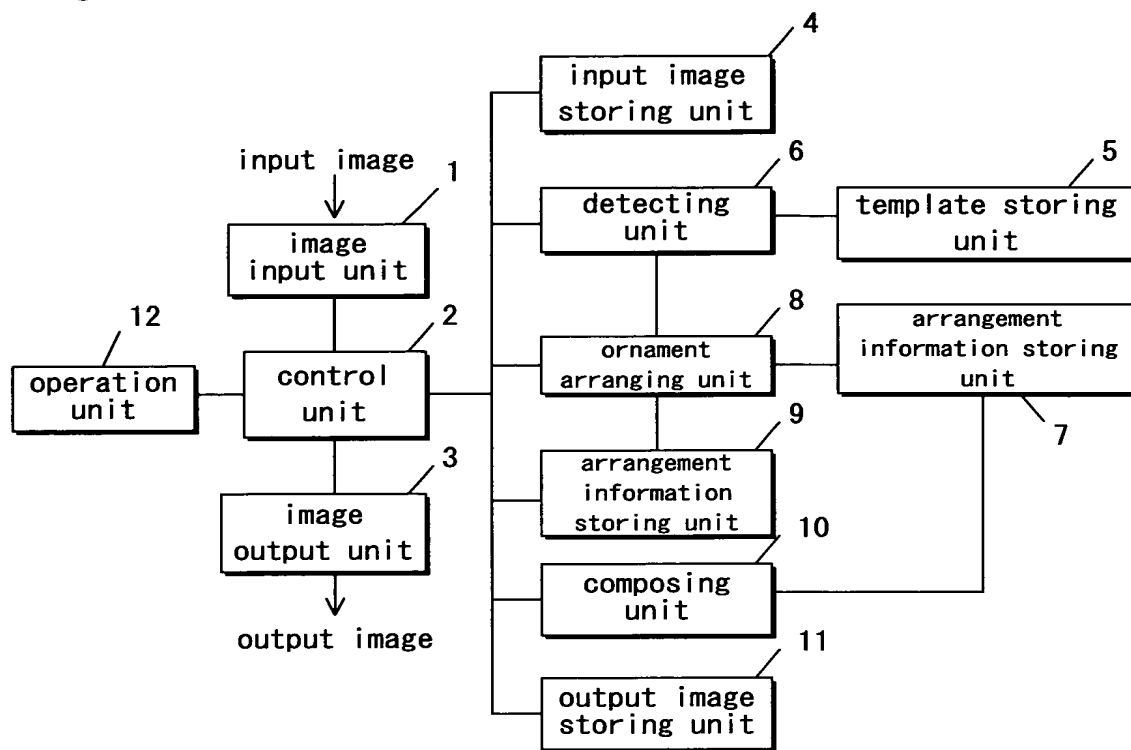 4
input image
storing unit
input image
1
image
input unit
6
detecting
unit
5
template storing
unit
12
operation
unit
2
control
unit
8
ornament
arranging unit
arrangement
information storing
unit
7
3
image
output unit
output image
9
arrangement
information
storing unit
10
composing
unit
11
output image
storing unit